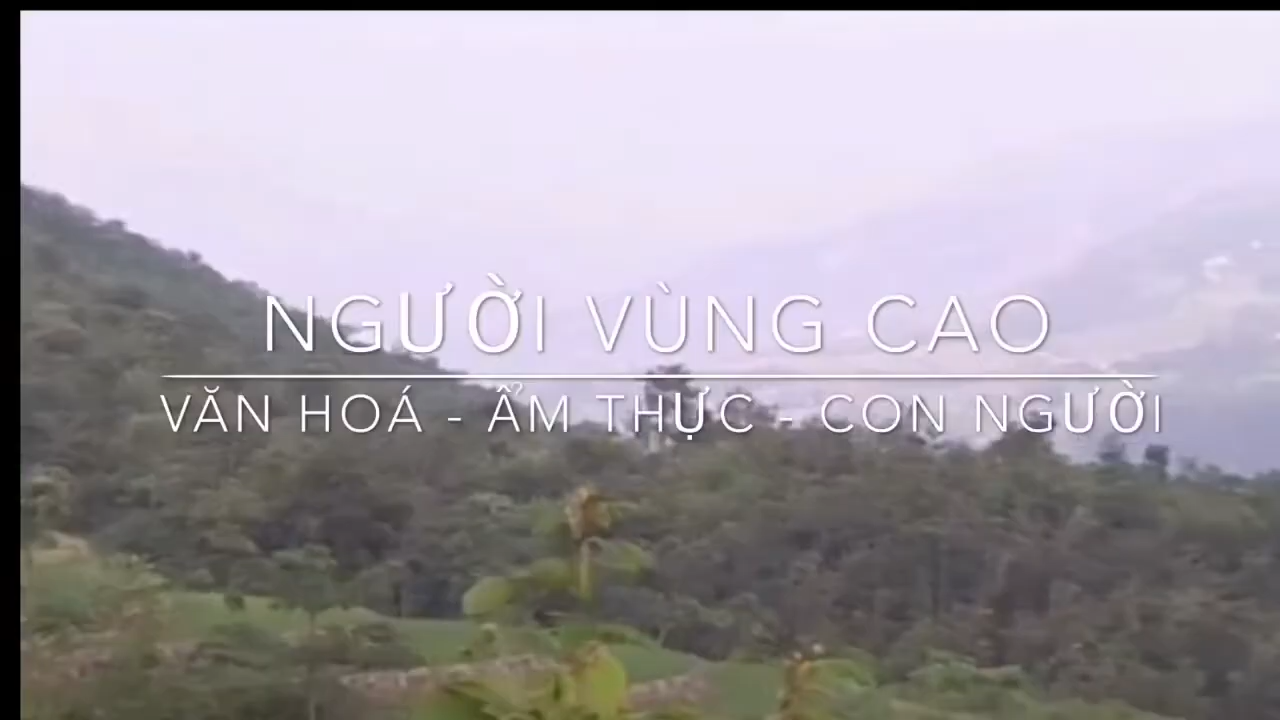 NGƯỜI VÙNG CAO
VĂN HOÁ - ẨM THỰC - CON NGƯỜI